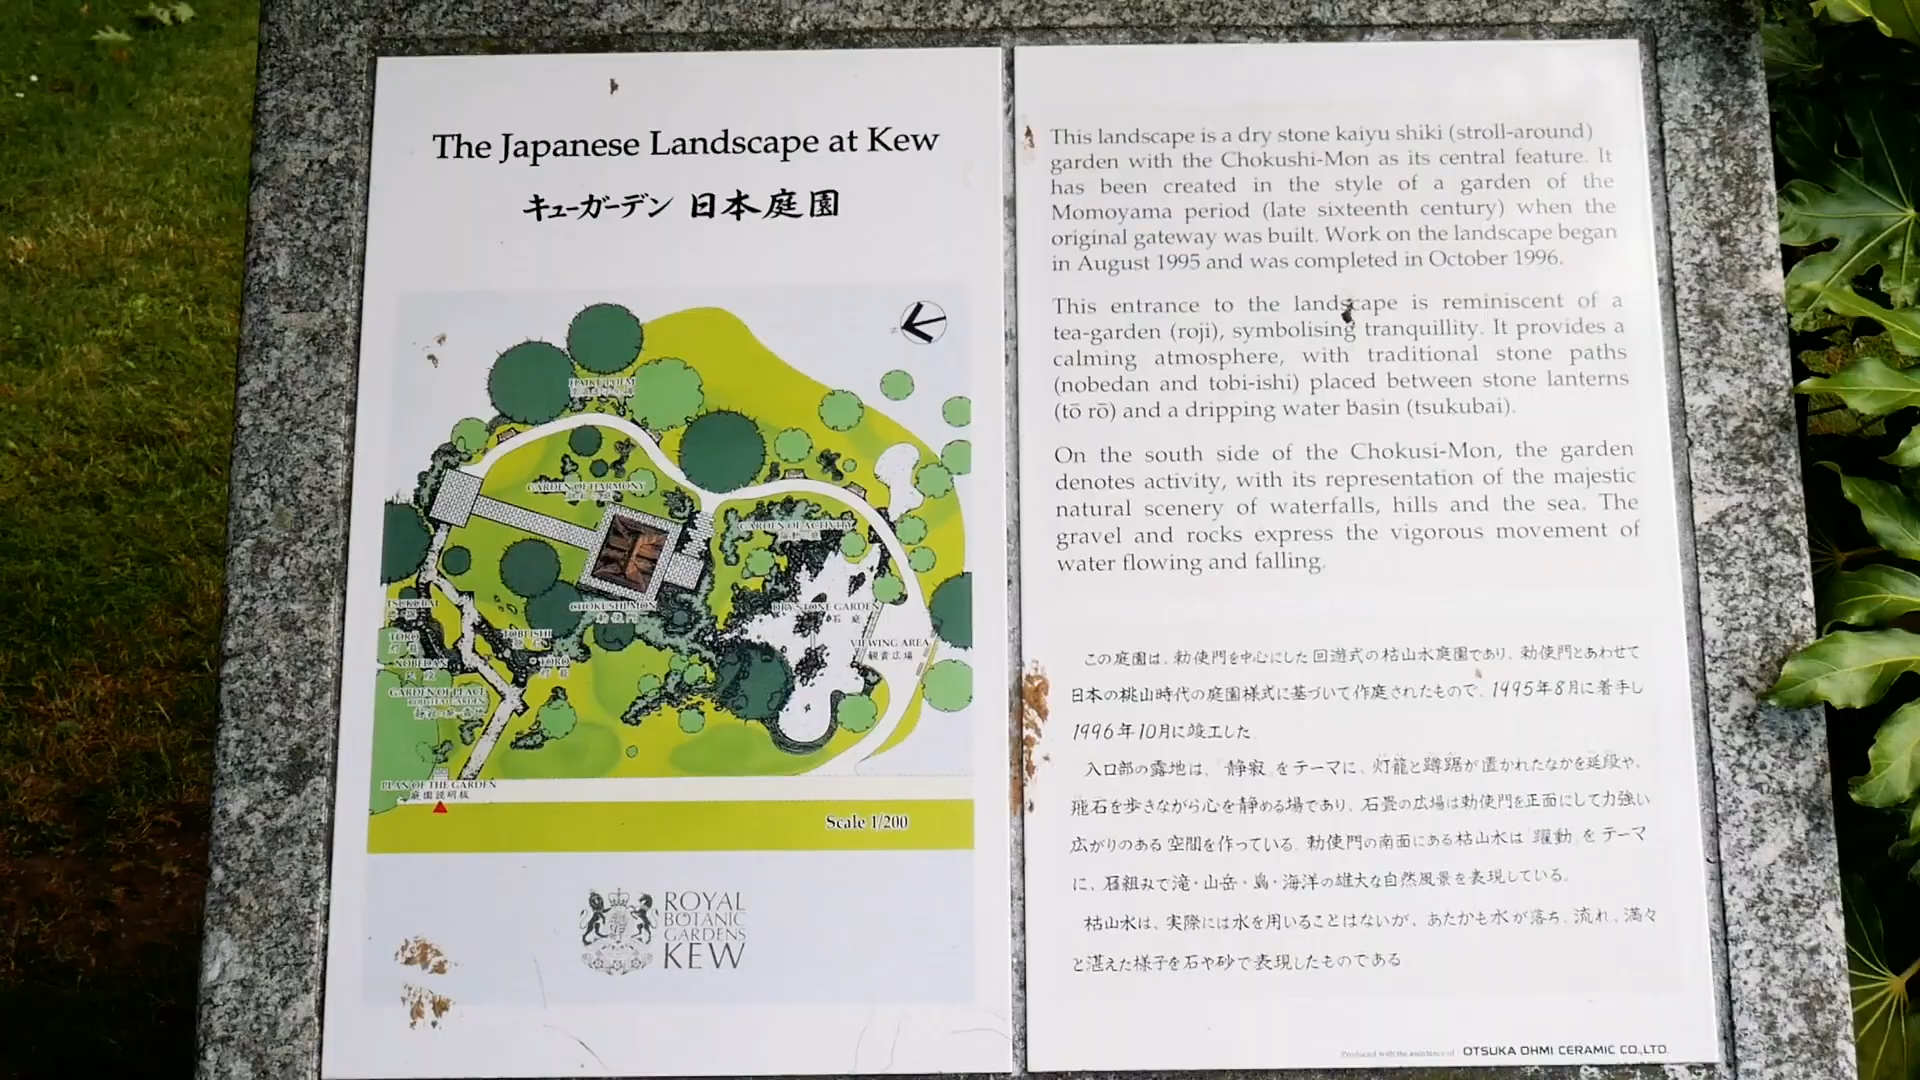 The Japanese Landscape at Kew
キューガーデン 日本庭園
HAIKU POEM
GARDEN OF HARMONY
GARDEN OF ACTIVITY
CHOKUSHI-MON
勅使門
DRY STONE GARDEN
石庭
VIEWING AREA
観賞広場
TSUKUBAI
TORO
NOBEDAN
TOBI ISHI
TORO
GARDEN OF PEACE
PLAN OF THE GARDEN
庭園説明板
Scale 1/200
ROYAL
BOTANIC
GARDENS
KEW
This landscape is a dry stone kaiyu shiki (stroll-around)
garden with the Chokushi-Mon as its central feature. It
has been created in the style of a garden of the
Momoyama period (late sixteenth century) when the
original gateway was built. Work on the landscape began
in August 1995 and was completed in October 1996.
This entrance to the landscape is reminiscent of a
tea-garden (roji), symbolising tranquillity. It provides a
calming atmosphere, with traditional stone paths
(nobedan and tobi-ishi) placed between stone lanterns
(tō rō) and a dripping water basin (tsukubai).
On the south side of the Chokusi-Mon, the garden
denotes activity, with its representation of the majestic
natural scenery of waterfalls, hills and the sea. The
gravel and rocks express the vigorous movement of
water flowing and falling.
この庭園は、勅使門を中心にした回遊式の枯山水庭園であり、勅使門とあわせて
日本の桃山時代の庭園様式に基づいて作庭されたもので、1995年8月に着手し
1996年10月に竣工した
入口部の露地は、「静寂」をテーマに、灯籠と蹲踞が置かれたなかを延段や、
飛石を歩きながら心を静める場であり、石畳の広場は勅使門を正面にして力強い
広がりのある空間を作っている。勅使門の南面にある枯山水は「躍動」をテーマ
に、石組みで滝・山岳・島・海洋の雄大な自然風景を表現している。
枯山水は、実際には水を用いることはないが、あたかも水が落ち、流れ、満々
と湛えた様子を石や砂で表現したものである
Produced with the assistance of OTSUKA OHMI CERAMIC CO.,LTD.